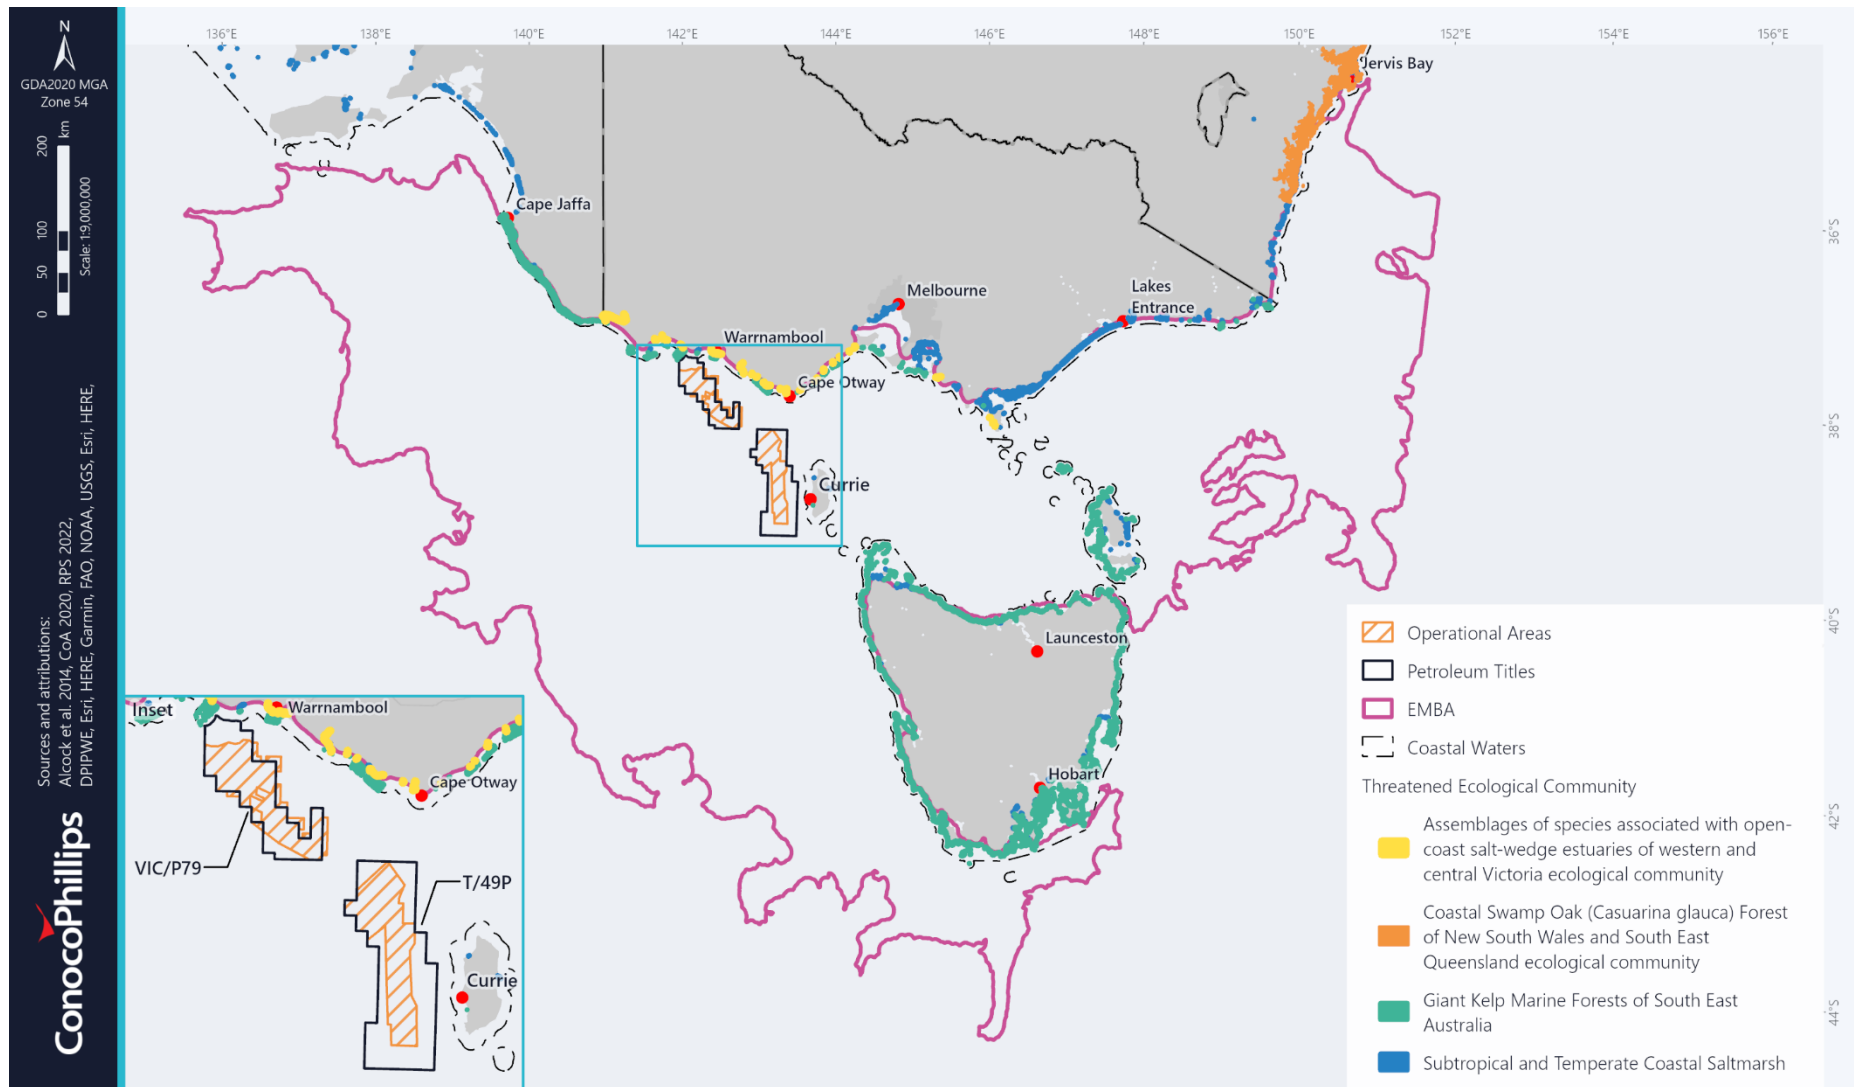 N
GDA2020 MGA
Zone 54
0 50 100 200
km
Scale: 1:9,000,000
Sources and attributions:
Alcock et al. 2014, CoA 2020, RPS 2022,
DPIPWE, Esri, HERE, Garmin, FAO, NOAA, USGS, Esri, HERE,
ConocoPhillips
136°E 138°E 140°E 142°E 144°E 146°E 148°E 150°E 152°E 154°E 156°E
36°S
38°S
40°S
42°S
44°S
Jervis Bay
Cape Jaffa
Melbourne
Lakes
Entrance
Warrnambool
Cape Otway
Currie
Launceston
Hobart
Inset
Warrnambool
Cape Otway
VIC/P79
T/49P
Currie
Operational Areas
Petroleum Titles
EMBA
Coastal Waters
Threatened Ecological Community
Assemblages of species associated with open-
coast salt-wedge estuaries of western and
central Victoria ecological community
Coastal Swamp Oak (Casuarina glauca) Forest
of New South Wales and South East
Queensland ecological community
Giant Kelp Marine Forests of South East
Australia
Subtropical and Temperate Coastal Saltmarsh